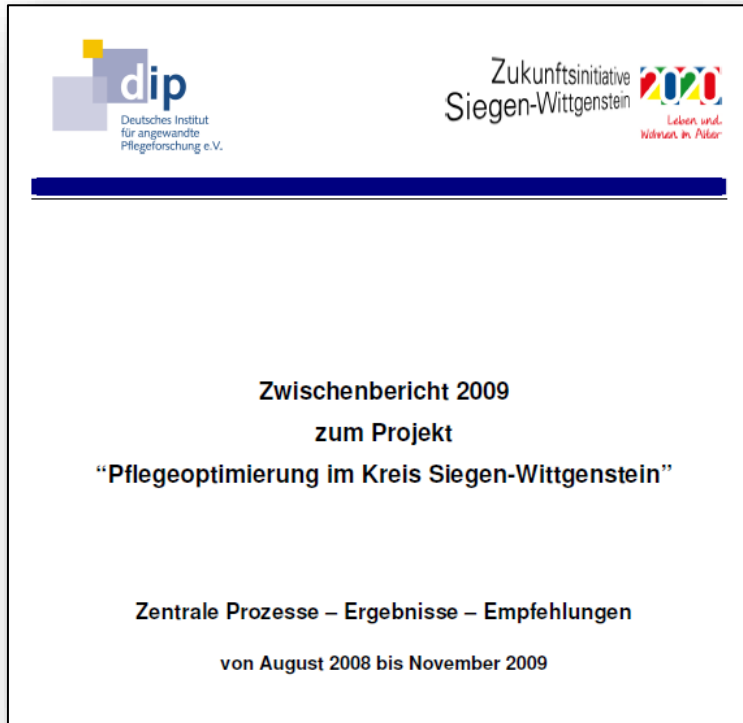 dip
Deutsches Institut
für angewandte
Pflegeforschung e.V.
Zukunftsinitiative
Siegen-Wittgenstein
2020
Leben und
Wohnen im Alter
Zwischenbericht 2009
zum Projekt
“Pflegeoptimierung im Kreis Siegen-Wittgenstein”
Zentrale Prozesse – Ergebnisse – Empfehlungen
von August 2008 bis November 2009